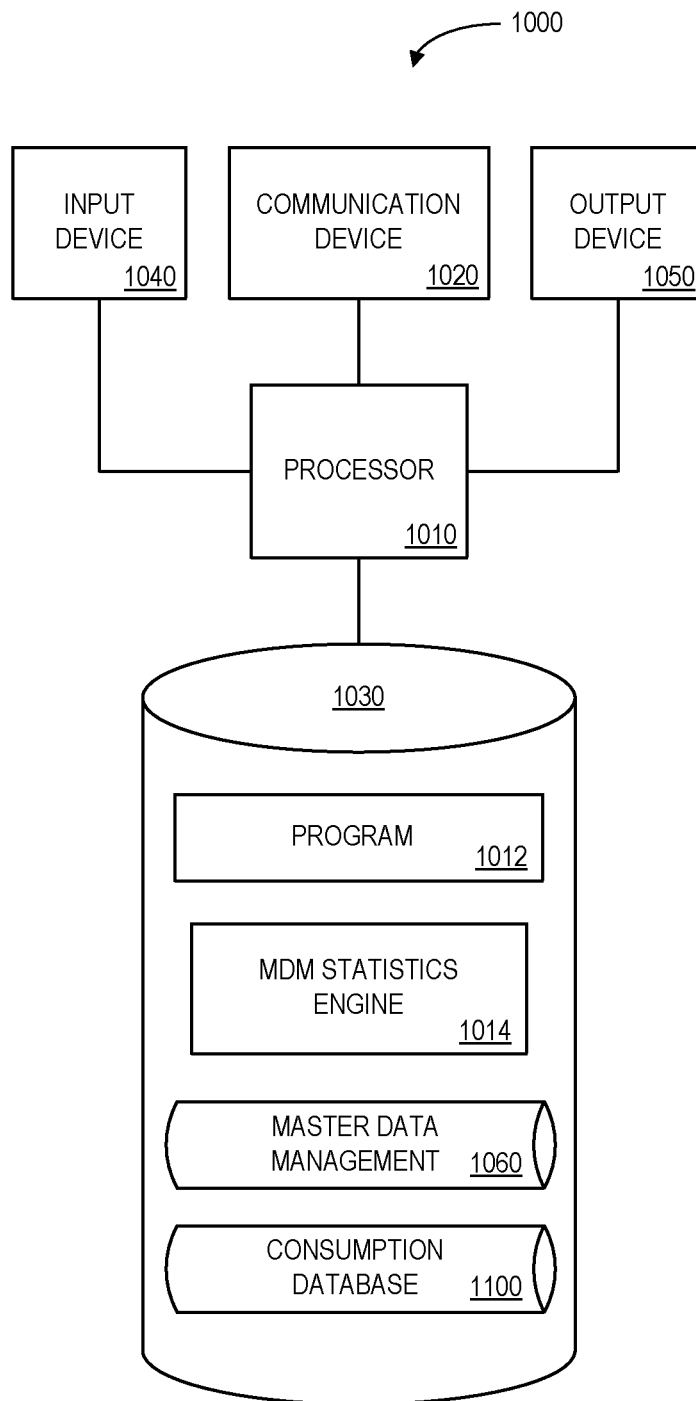 1000
INPUT
DEVICE
1040
COMMUNICATION
DEVICE
1020
OUTPUT
DEVICE
1050
PROCESSOR
1010
1030
PROGRAM
1012
MDM STATISTICS
ENGINE
1014
MASTER DATA
MANAGEMENT
1060
CONSUMPTION
DATABASE
1100